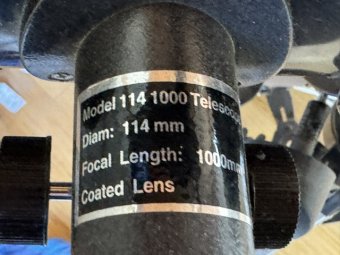 Model 114 1000
Diam: 114 mm
Focal Length: 1000mm
Coated Lens